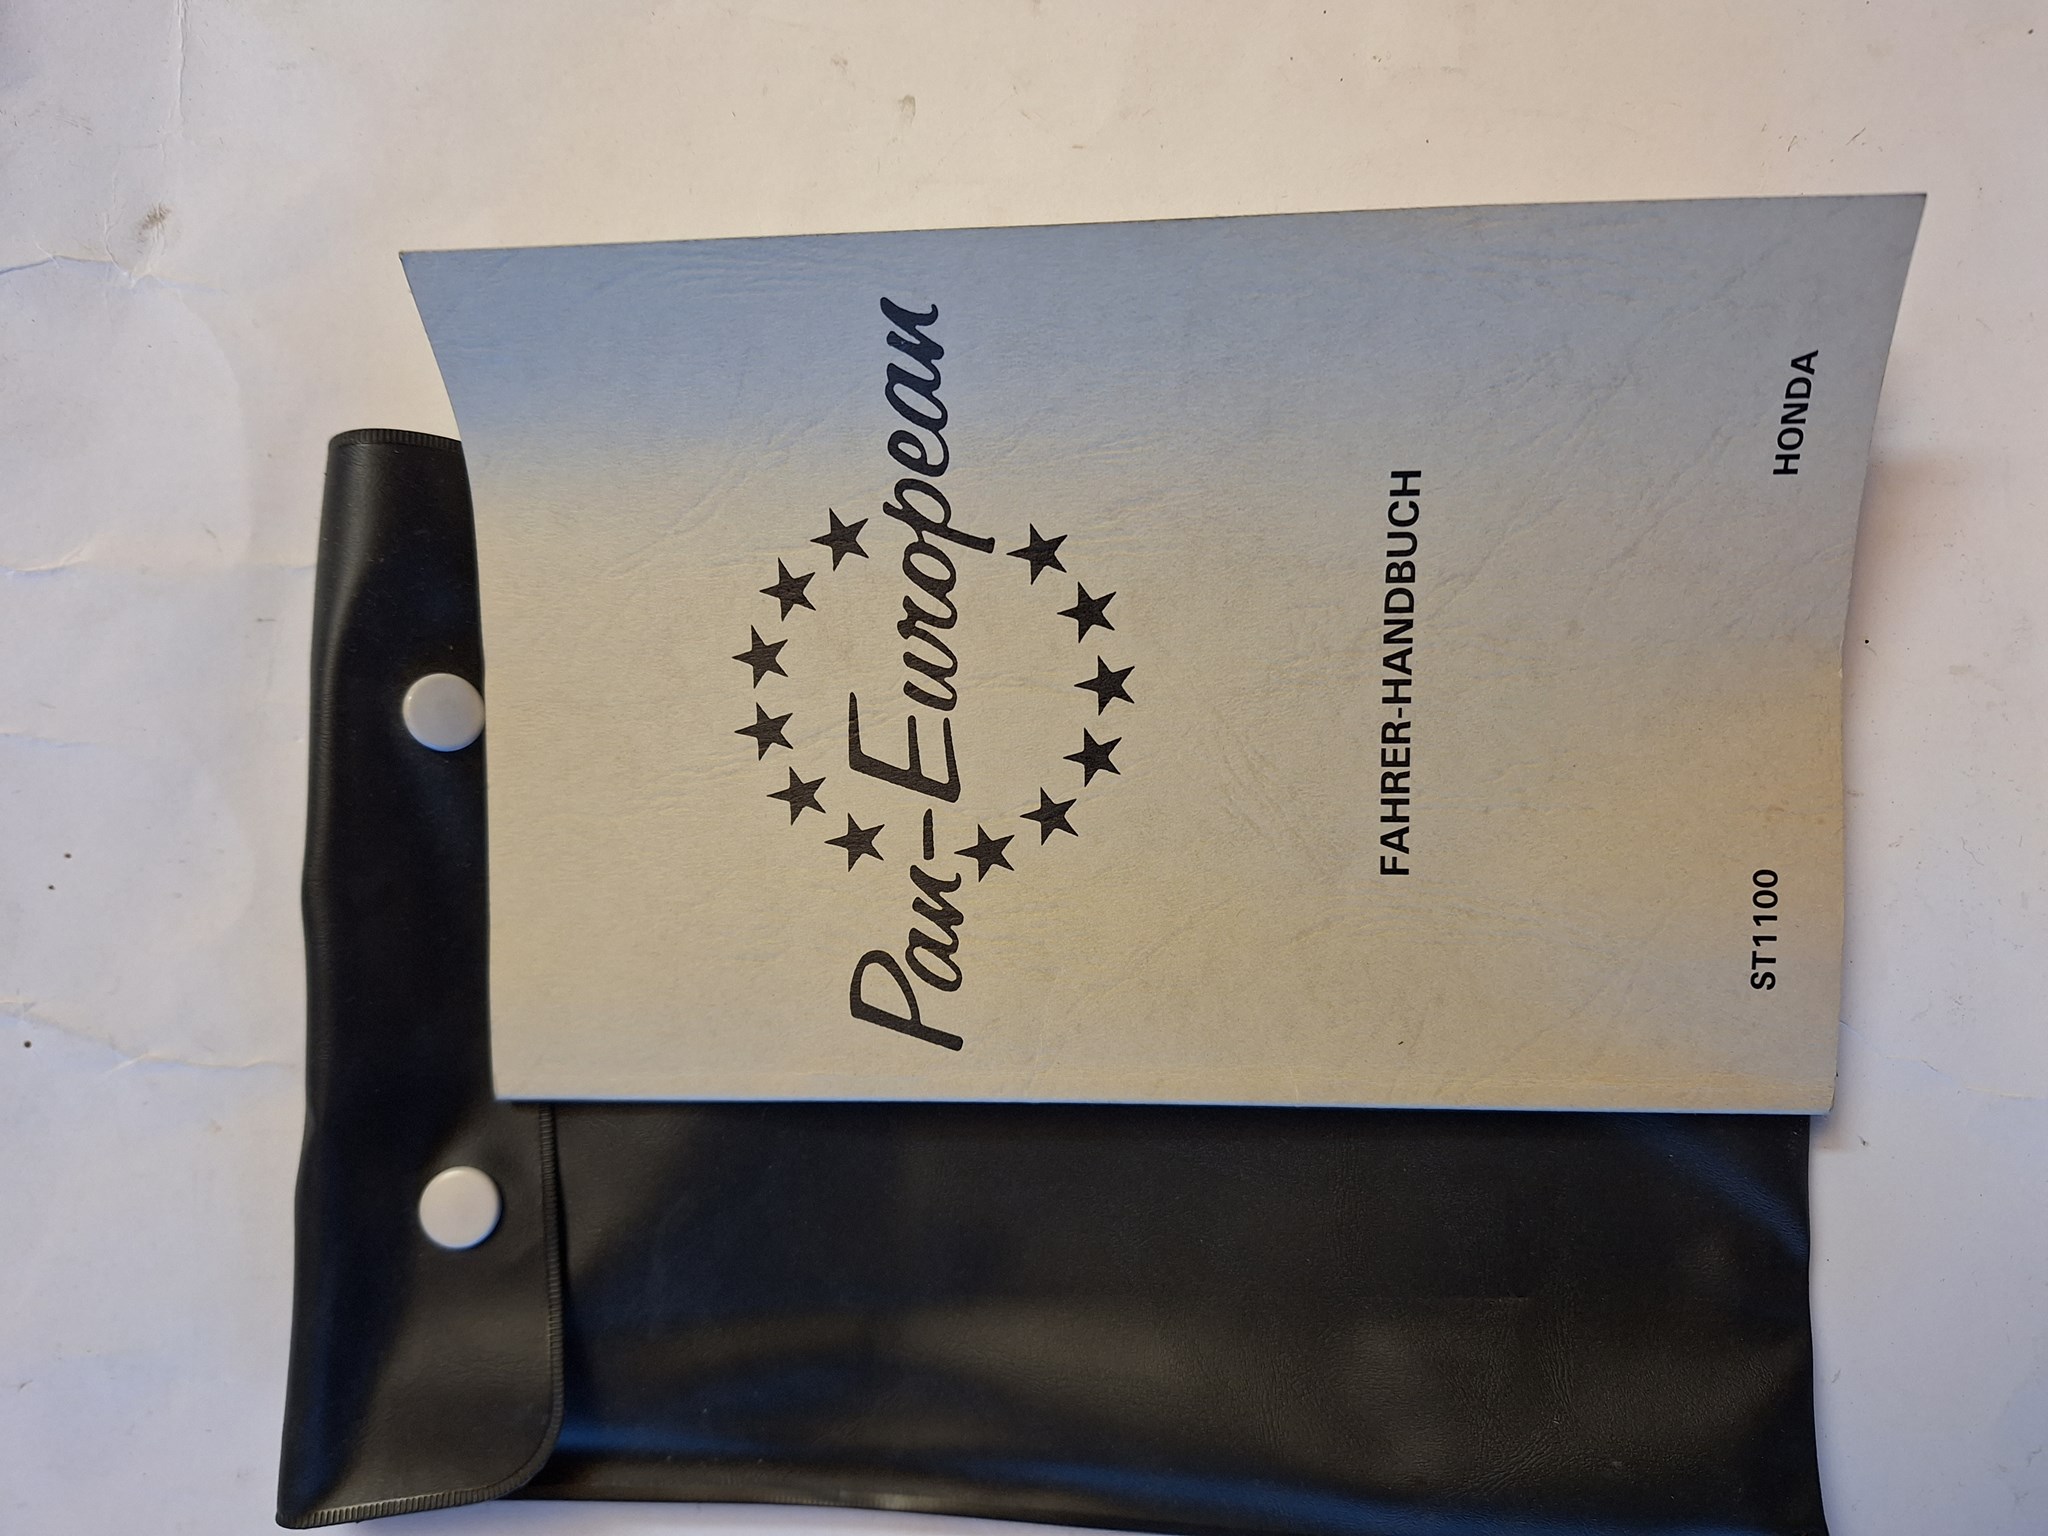 Pan-European
FAHRER-HANDBUCH
ST1100
HONDA